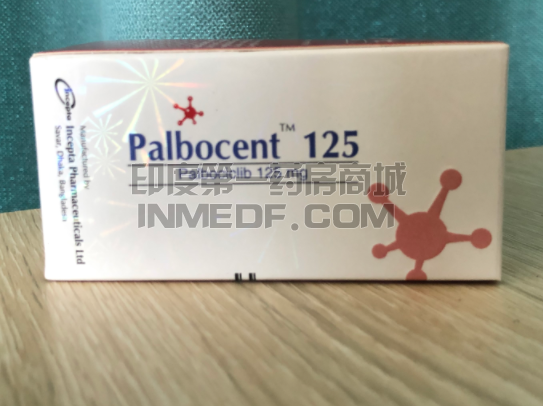 Palbocent™ 125
Palbociclib 125 mg
印度第一药房商城
INMEDF.COM
Incepta
Manufactured by
Incepta Pharmaceuticals Ltd
Savar, Dhaka, Bangladesh